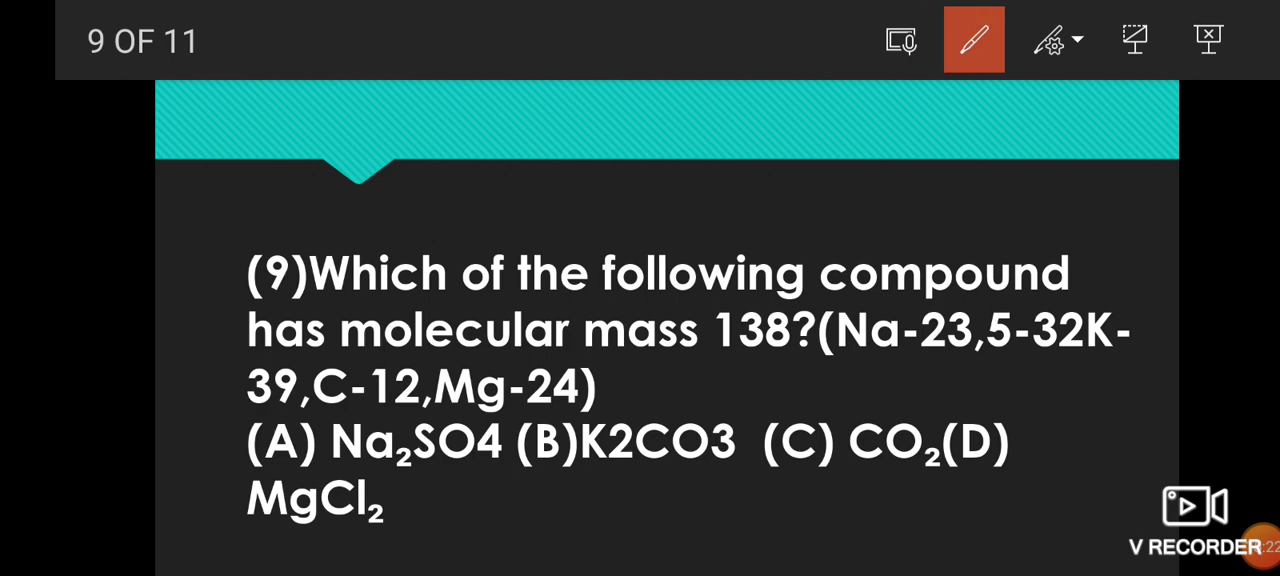 9 OF 11
(9)Which of the following compound
has molecular mass 138?(Na-23,5-32K-
39,C-12,Mg-24)
(A) Na₂SO4 (B)K2CO3 (C) CO₂(D)
MgCl₂
V RECORDER
:22